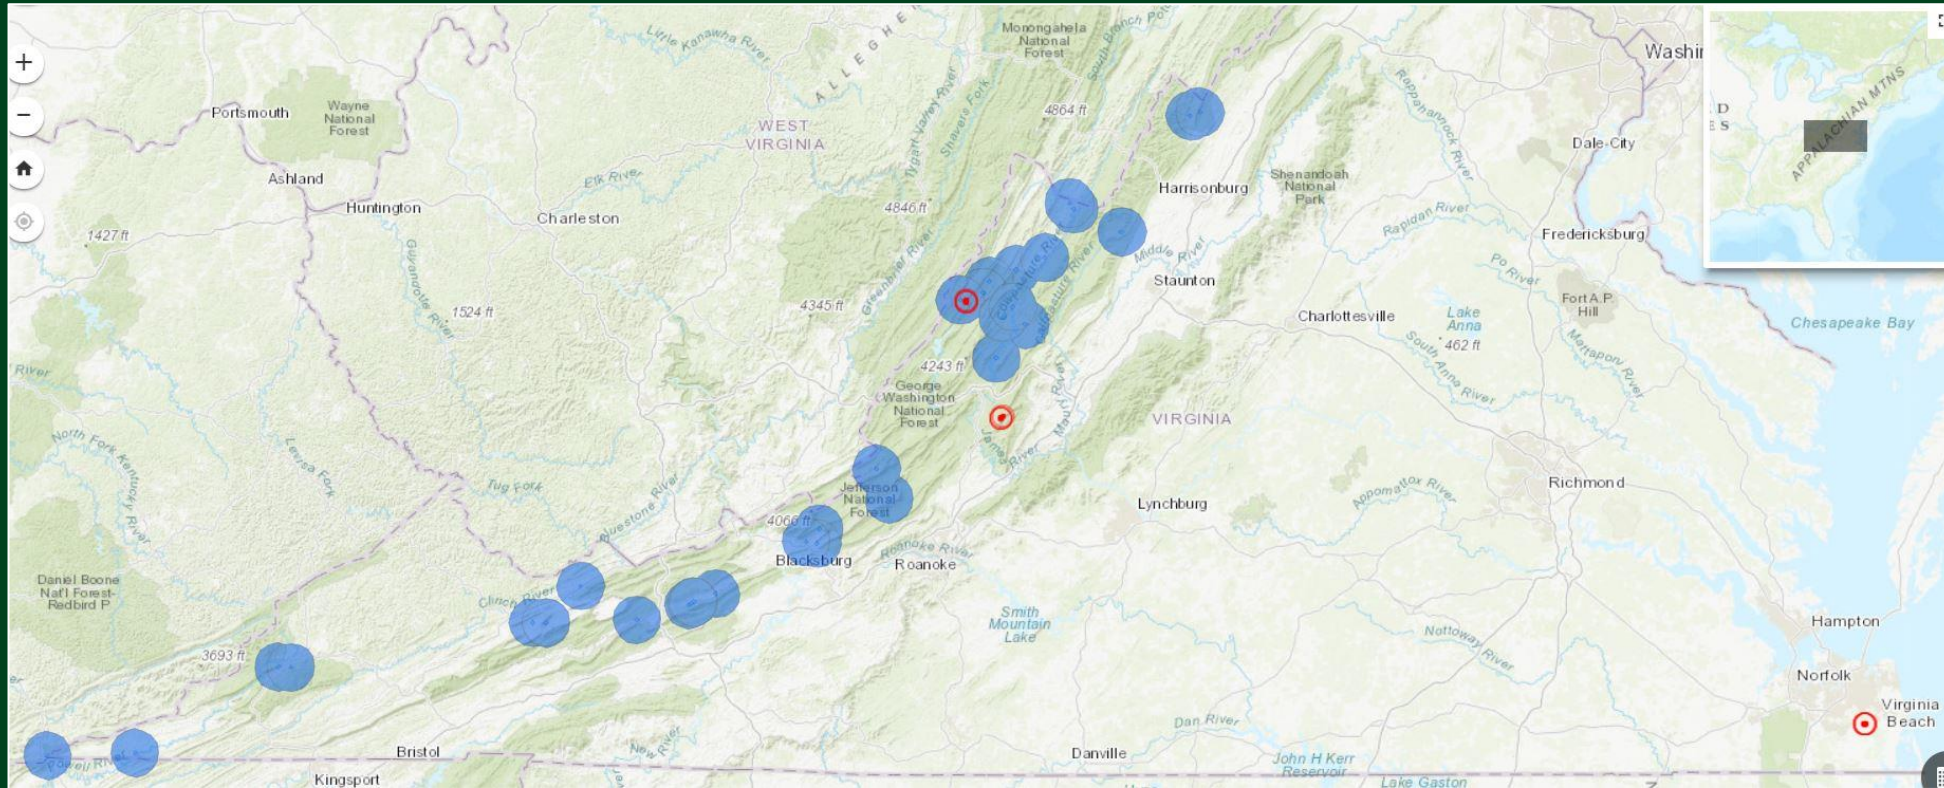 Little Kanawha River
ALLEGHE
Monongahela
National
Forest
South Branch Pot
Washin
Portsmouth
Wayne
National
Forest
WEST
VIRGINIA
Tygart Valley River
Shavers Fork
4864 ft
Rappahannock River
Dale City
D
S
APPALACHIAN MTNS
Ashland
Huntington
Elk River
Charleston
4846 ft
Harrisonburg
Shenandoah
National
Park
Rapidan River
Fredericksburg
1427 ft
Guyandotte River
1524 ft
4345 ft
Greenbrier River
Middle River
Staunton
Po River
Charlottesville
Lake
Anna
462 ft
Fort A.P.
Hill
Chesapeake Bay
South Anna River
Mattaponi River
River
4243 ft
George
Washington
National
Forest
Maury River
James River
VIRGINIA
North Fork Kentucky River
Levisa Fork
Tug Fork
Bluestone River
Jefferson
National
Forest
4066 ft
Blacksburg
Roanoke River
Roanoke
Lynchburg
Appomattox River
Richmond
Daniel Boone
Nat'l Forest-
Redbird P
Clinch River
Smith
Mountain
Lake
Nottoway River
Hampton
3693 ft
Norfolk
Virginia
Beach
Powell Riv
Bristol
Kingsport
New River
Dan River
Danville
John H Kerr
Reservoir
Lake Gaston